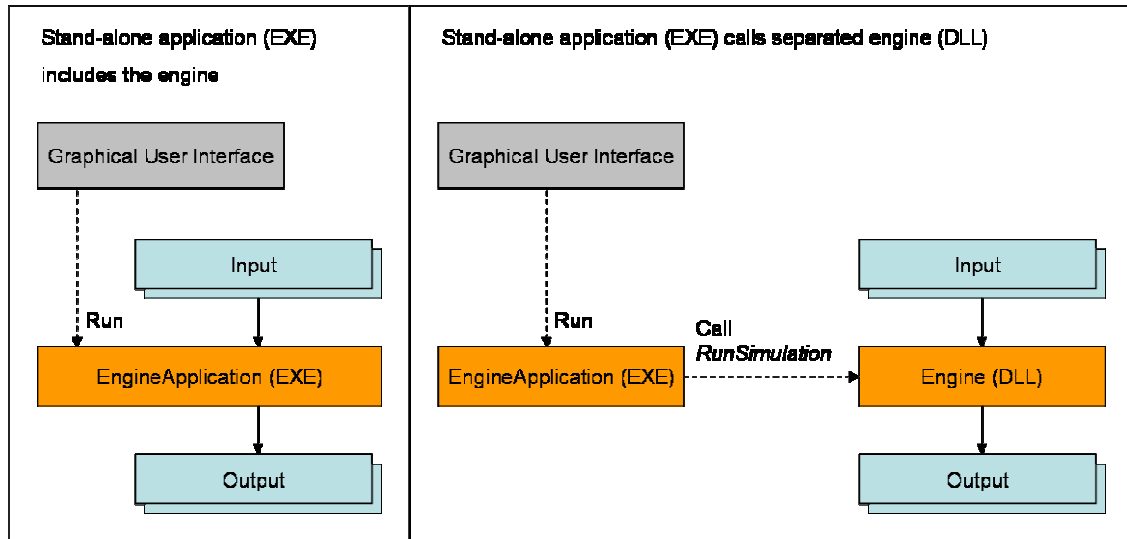 Stand-alone application (EXE)
includes the engine
Graphical User Interface
Input
Run
EngineApplication (EXE)
Output
Stand-alone application (EXE) calls separated engine (DLL)
Graphical User Interface
Input
Run
Call
RunSimulation
EngineApplication (EXE)
Engine (DLL)
Output